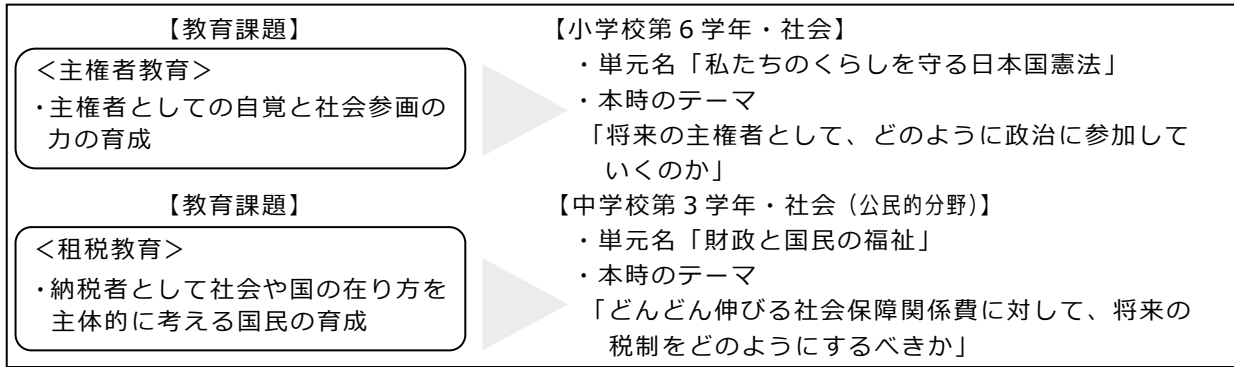 【教育課題】
<主権者教育>
・主権者としての自覚と社会参画の
力の育成
【小学校第6学年・社会】
・単元名「私たちのくらしを守る日本国憲法」
・本時のテーマ
「将来の主権者として、どのように政治に参加して
いくのか」
【教育課題】
<租税教育>
・納税者として社会や国の在り方を
主体的に考える国民の育成
【中学校第3学年・社会(公民的分野)】
・単元名「財政と国民の福祉」
・本時のテーマ
「どんどん伸びる社会保障関係費に対して、将来の
税制をどのようにするべきか」